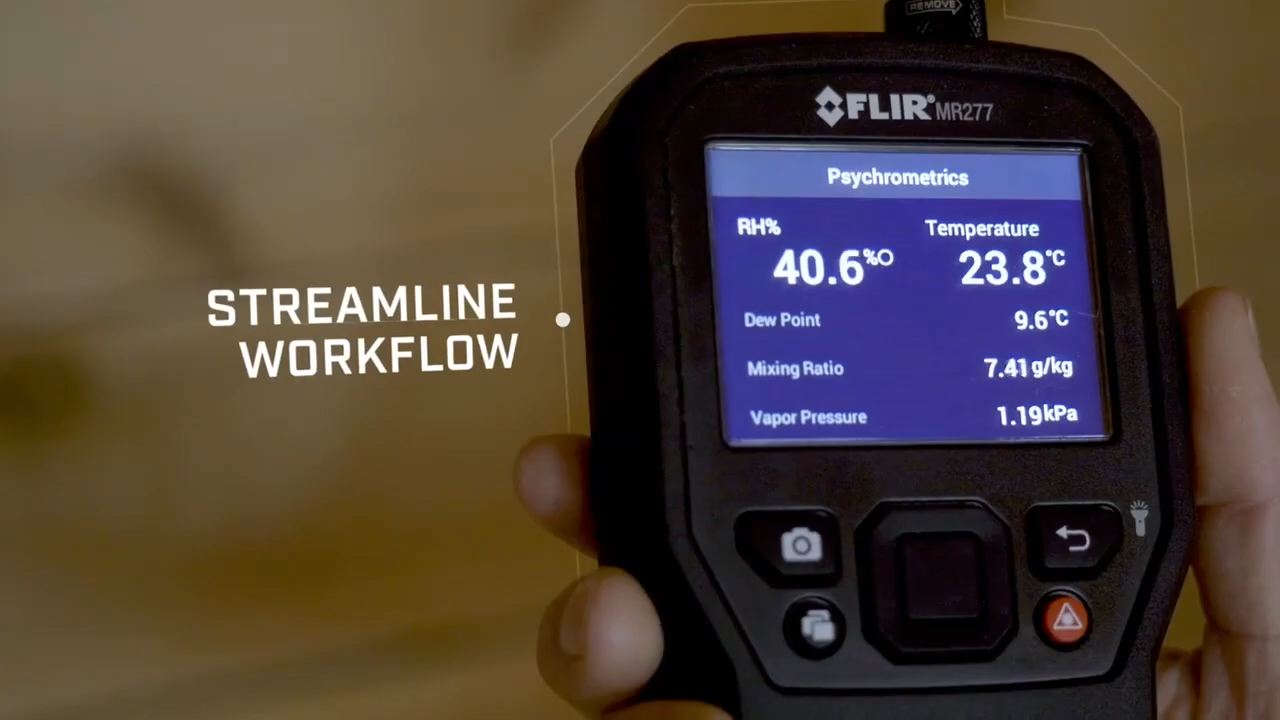 REMOVE
FLIR® MR277
Psychrometrics
RH% Temperature
40.6%O 23.8°C
Dew Point 9.6°C
Mixing Ratio 7.41g/kg
Vapor Pressure 1.19kPa
STREAMLINE
WORKFLOW